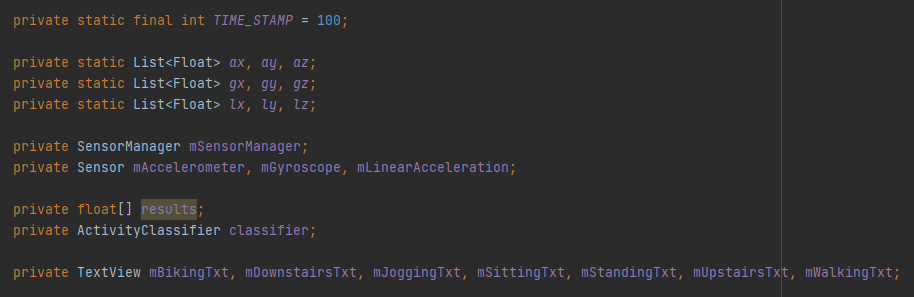 private static final int TIME_STAMP = 100;
private static List<Float> ax, ay, az;
private static List<Float> gx, gy, gz;
private static List<Float> lx, ly, lz;
private SensorManager mSensorManager;
private Sensor mAccelerometer, mGyroscope, mLinearAcceleration;
private float[] results;
private ActivityClassifier classifier;
private TextView mBikingTxt, mDownstairsTxt, mJoggingTxt, mSittingTxt, mStandingTxt, mUpstairsTxt, mWalkingTxt;